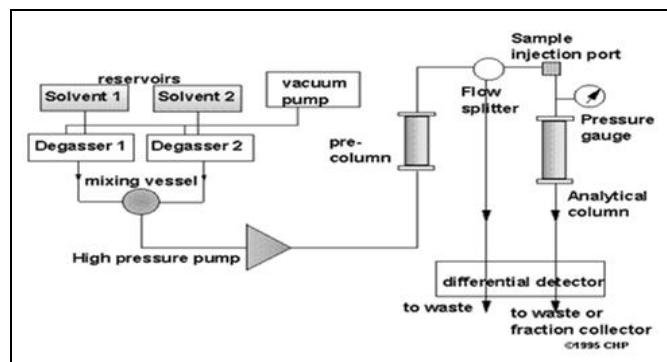 reservoirs
Solvent 1
Solvent 2
vacuum
pump
Degasser 1
Degasser 2
mixing vessel
High pressure pump
pre-
column
Flow
splitter
Sample
injection port
Pressure
gauge
Analytical
column
differential detector
to waste
to waste or
fraction collector
©1995 CHP